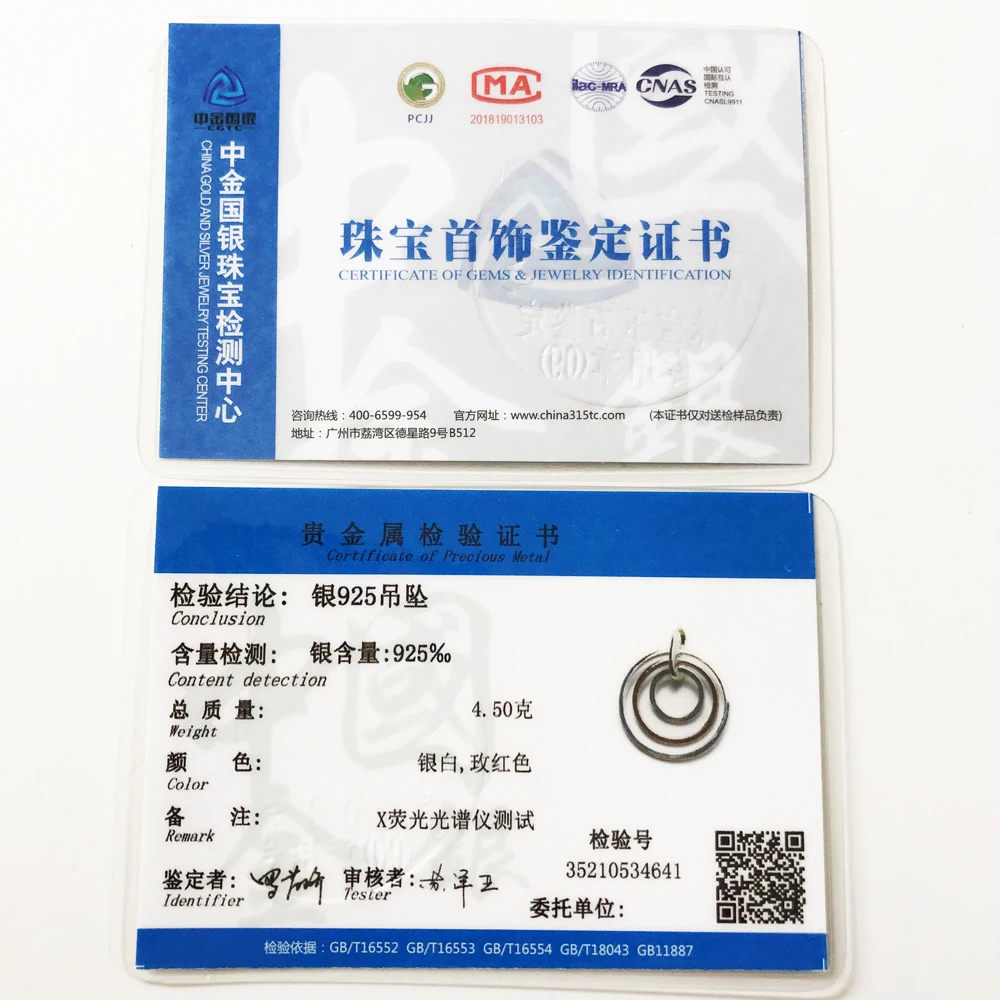 中金国银
CGTC
中金国银珠宝检测中心
CHINA GOLD AND SILVER JEWELRY TESTING CENTER
PCJJ
MA
201819013103
ilac-MRA
CNAS
中国认可
国际互认
检测
TESTING
CNASL9911
珠宝首饰鉴定证书
CERTIFICATE OF GEMS & JEWELRY IDENTIFICATION
咨询热线：400-6599-954 官方网址：www.china315tc.com (本证书仅对送检样品负责)
地址：广州市荔湾区德星路9号B512
贵金属检验证书
Certificate of Precious Metal
检验结论： 银925吊坠
Conclusion
含量检测: 银含量:925‰
Content detection
总质量: 4.50克
Weight
颜色: 银白,玫红色
Color
备注: X荧光光谱仪测试
Remark
检验号
35210534641
鉴定者: 审核者:
Identifier Tester
委托单位:
检验依据：GB/T16552 GB/T16553 GB/T16554 GB/T18043 GB11887